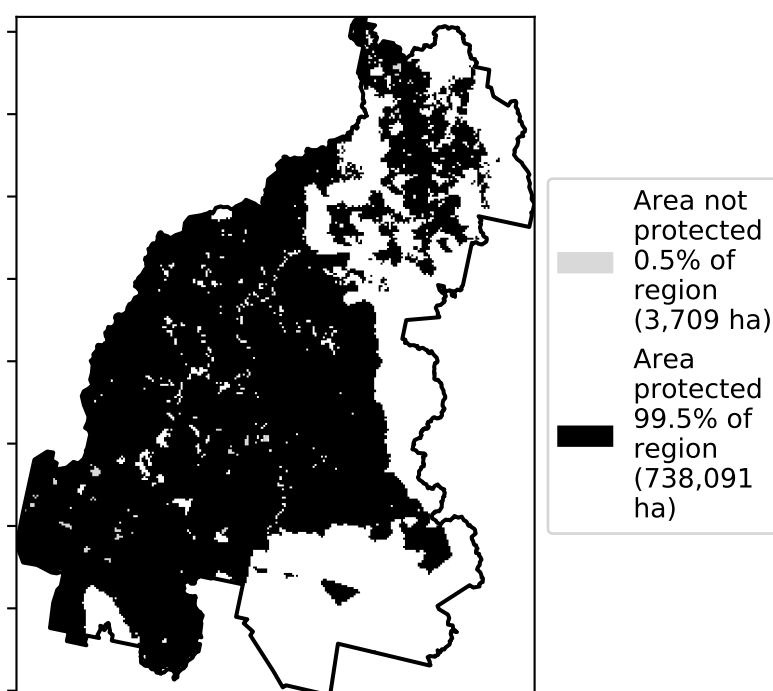 Area not
protected
0.5% of
region
(3,709 ha)
Area
protected
99.5% of
region
(738,091
ha)